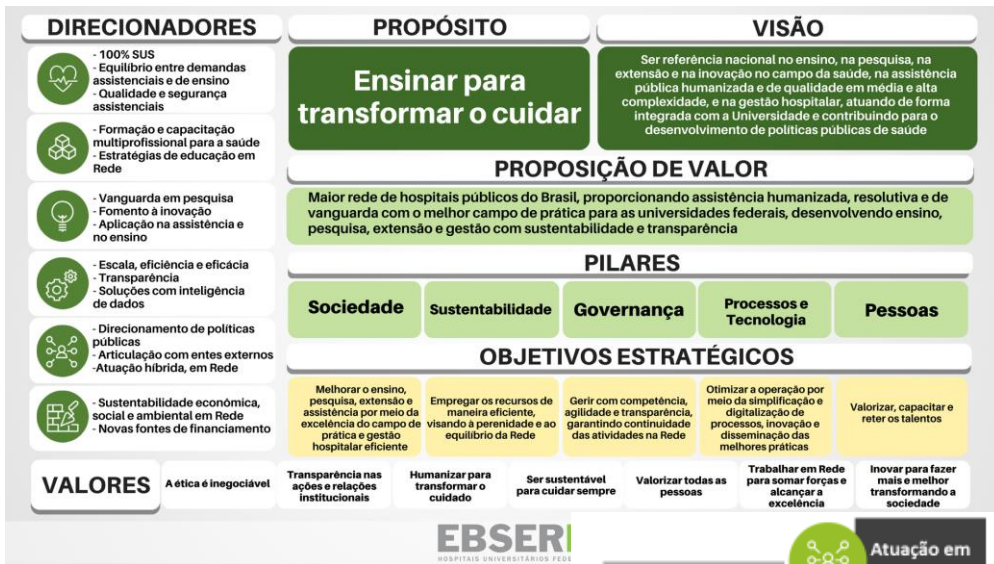 DIRECIONADORES
- 100% SUS
- Equilíbrio entre demandas
assistenciais e de ensino
- Qualidade e segurança
assistenciais
- Formação e capacitação
multiprofissional para a saúde
- Estratégias de educação em
Rede
- Vanguarda em pesquisa
- Fomento à inovação
- Aplicação na assistência e
no ensino
- Escala, eficiência e eficácia
- Transparência
- Soluções com inteligência
de dados
- Direcionamento de políticas
públicas
- Articulação com entes externos
-Atuação híbrida, em Rede
- Sustentabilidade econômica,
social e ambiental em Rede
- Novas fontes de financiamento
PROPÓSITO
Ensinar para
transformar o cuidar
VISÃO
Ser referência nacional no ensino, na pesquisa, na
extensão e na inovação no campo da saúde, na assistência
pública humanizada e de qualidade em média e alta
complexidade, e na gestão hospitalar, atuando de forma
integrada com a Universidade e contribuindo para o
desenvolvimento de políticas públicas de saúde
PROPOSIÇÃO DE VALOR
Maior rede de hospitais públicos do Brasil, proporcionando assistência humanizada, resolutiva e de
vanguarda com o melhor campo de prática para as universidades federais, desenvolvendo ensino,
pesquisa, extensão e gestão com sustentabilidade e transparência
PILARES
Sociedade
Sustentabilidade
Governança
Processos e
Tecnologia
Pessoas
OBJETIVOS ESTRATÉGICOS
Melhorar o ensino,
pesquisa, extensão e
assistência por meio da
excelência do campo de
prática e gestão
hospitalar eficiente
Empregar os recursos de
maneira eficiente,
visando à perenidade e ao
equilíbrio da Rede
Gerir com competência,
agilidade e transparência,
garantindo continuidade
das atividades na Rede
Otimizar a operação por
meio da simplificação e
digitalização de
processos, inovação e
disseminação das
melhores práticas
Valorizar, capacitar e
reter os talentos
VALORES
A ética é inegociável
Transparência nas
ações e relações
institucionais
Humanizar para
transformar o
cuidado
Ser sustentável
para cuidar sempre
Valorizar todas as
pessoas
Trabalhar em Rede
para somar forças e
alcançar a
excelência
Inovar para fazer
mais e melhor
transformando a
sociedade
EBSER
HOSPITAIS UNIVERSITÁRIOS FEDE
Atuação em